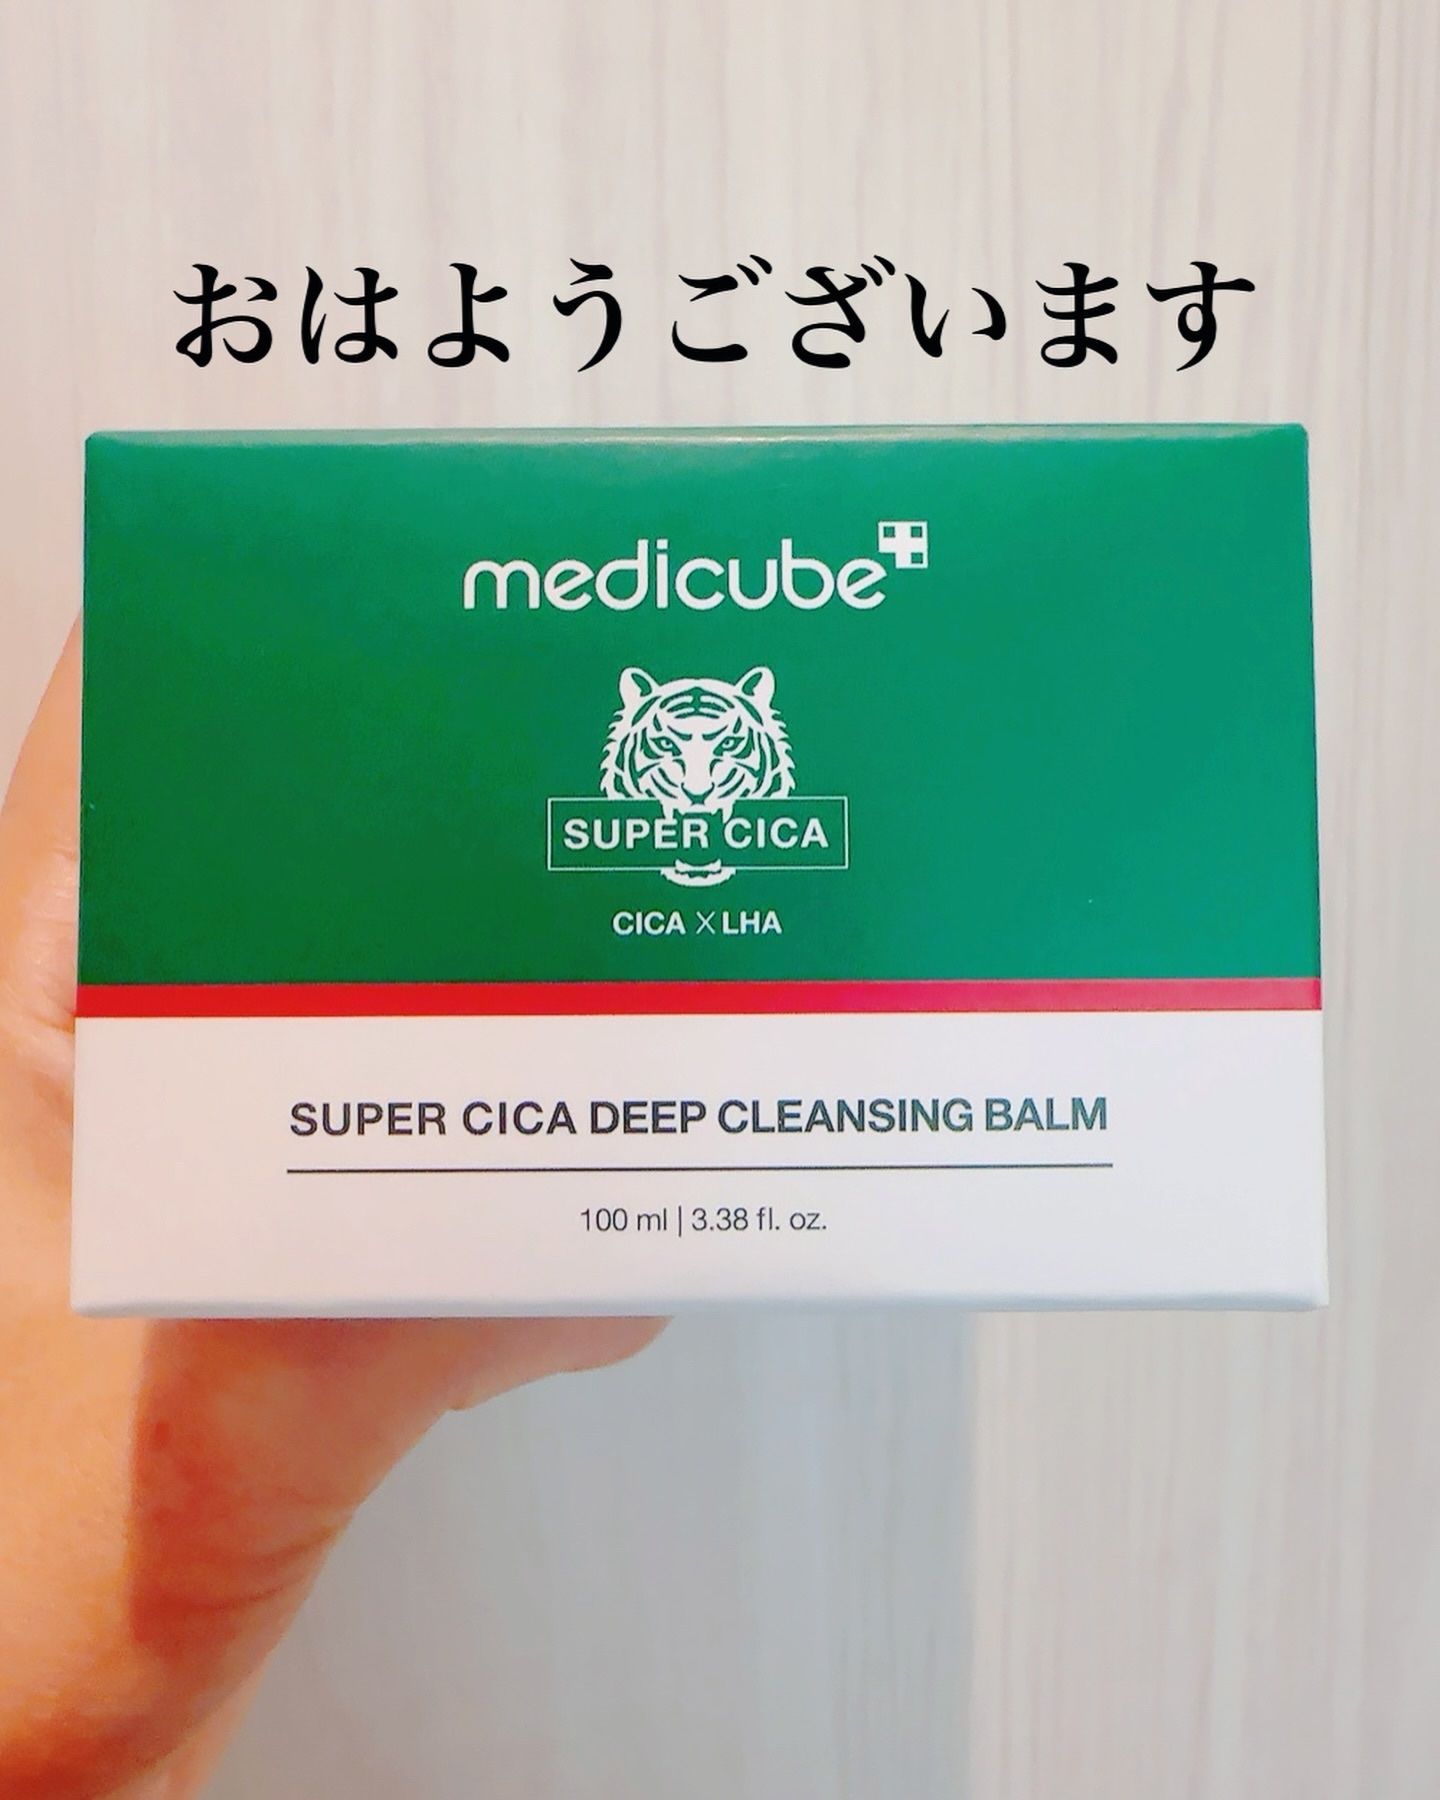 おはようございます
medicube
SUPER CICA
CICA X LHA
SUPER CICA DEEP CLEANSING BALM
100 ml | 3.38 fl. oz.